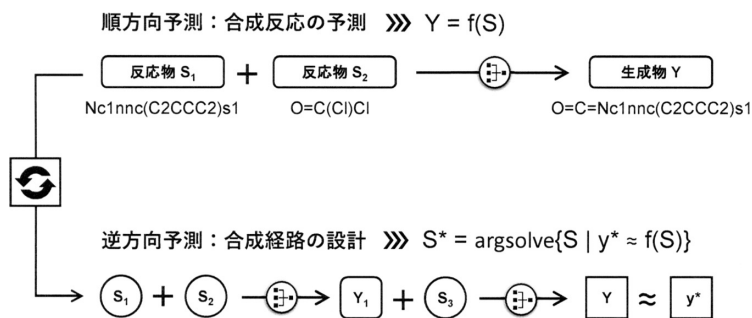 順方向予測：合成反応の予測 ⋙ Y = f(S)
反応物 S₁ + 反応物 S₂ 生成物 Y
Nc1nnc(C2CCC2)s1 O=C(Cl)Cl O=C=Nc1nnc(C2CCC2)s1
逆方向予測：合成経路の設計 ⋙ S* = argsolve{S | y* ≈ f(S)}
S₁ + S₂ Y₁ + S₃ Y ≈ y*